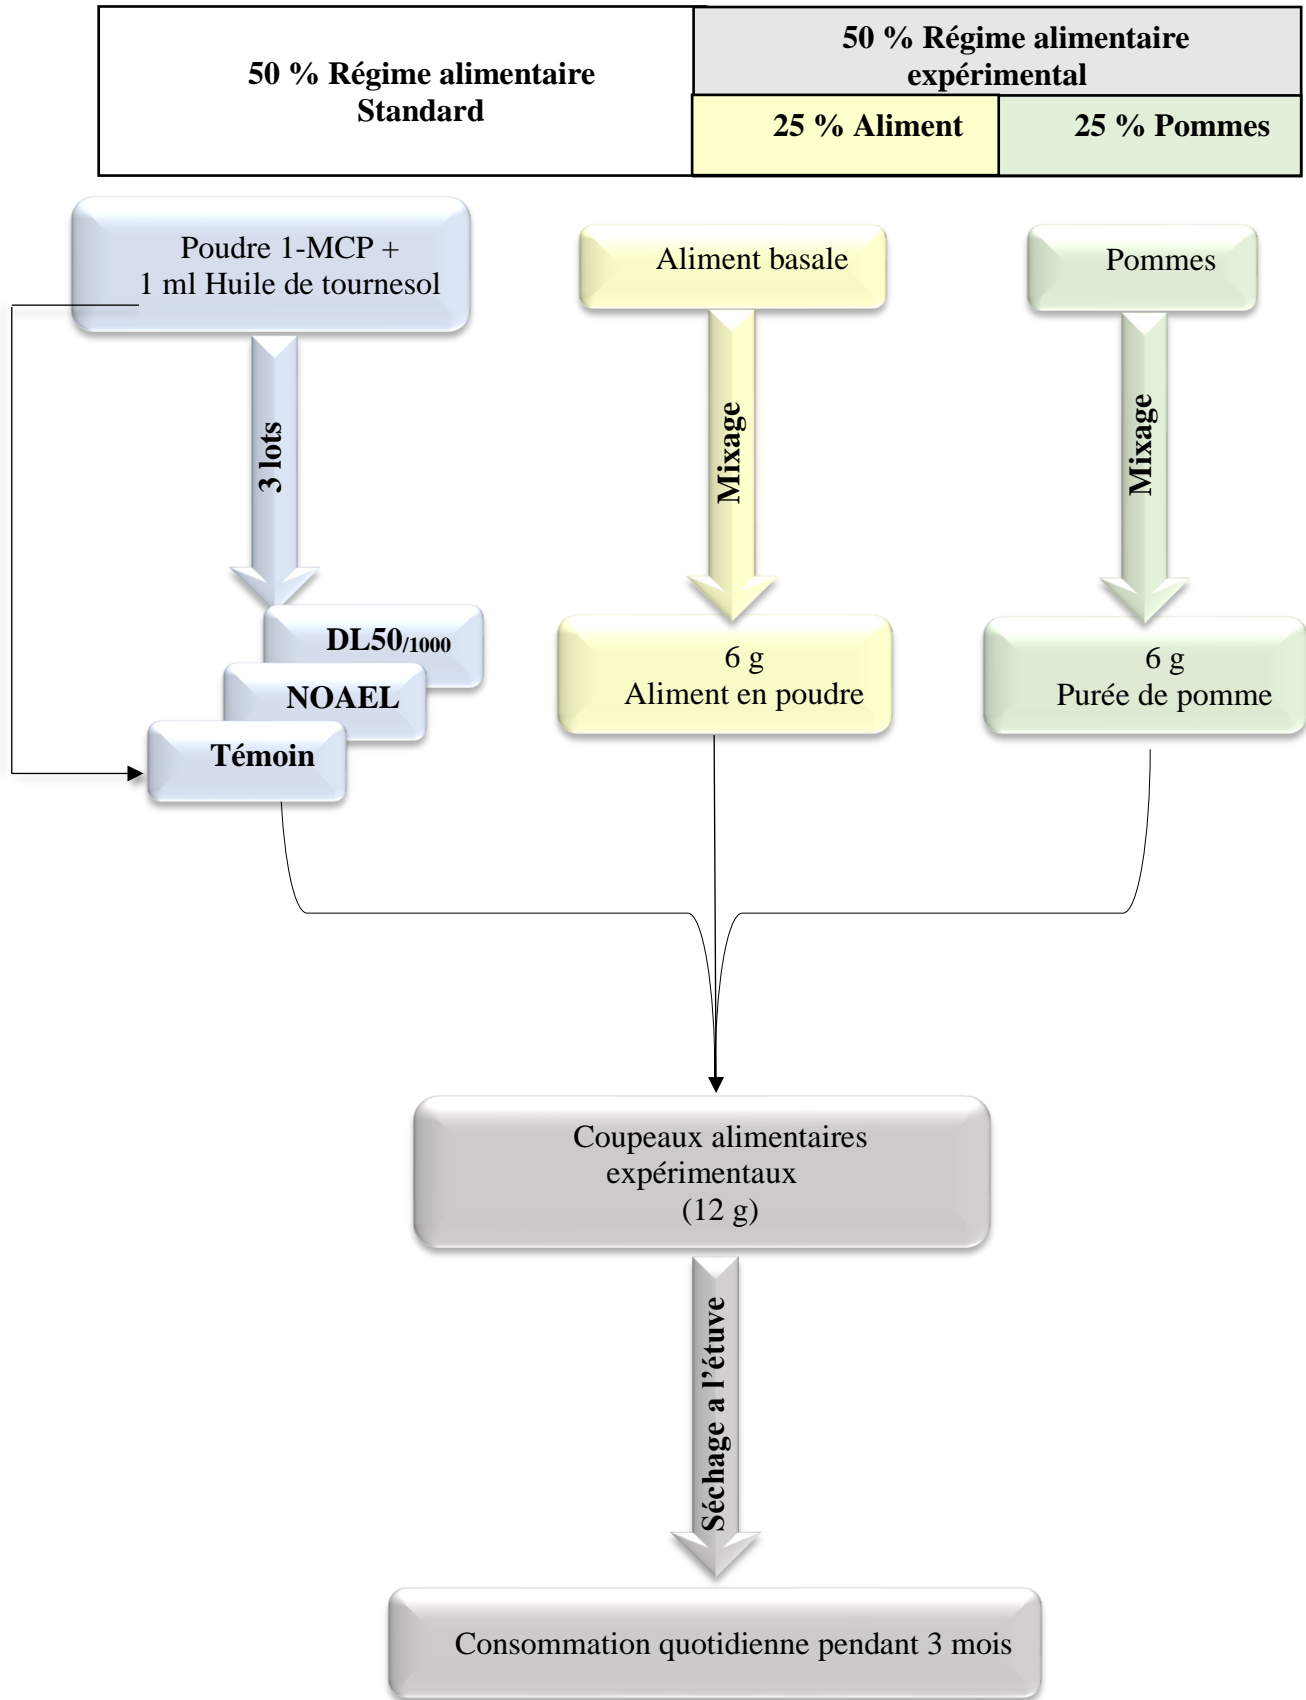 50 % Régime alimentaire
Standard
50 % Régime alimentaire
expérimental
25 % Aliment
25 % Pommes
Poudre 1-MCP +
1 ml Huile de tournesol
Aliment basale
Pommes
3 lots
Mixage
Mixage
DL50/1000
NOAEL
Témoin
6 g
Aliment en poudre
6 g
Purée de pomme
Coupeaux alimentaires
expérimentaux
(12 g)
Séchage a l’étuve
Consommation quotidienne pendant 3 mois